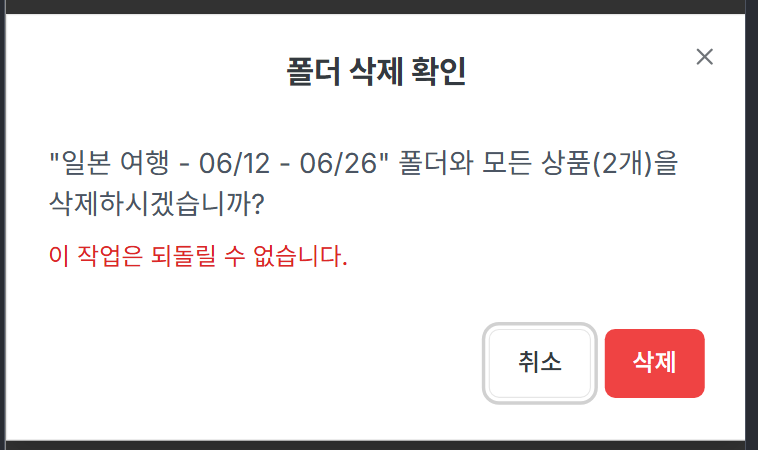 폴더 삭제 확인
"일본 여행 - 06/12 - 06/26" 폴더와 모든 상품(2개)을
삭제하시겠습니까?
이 작업은 되돌릴 수 없습니다.
취소 삭제